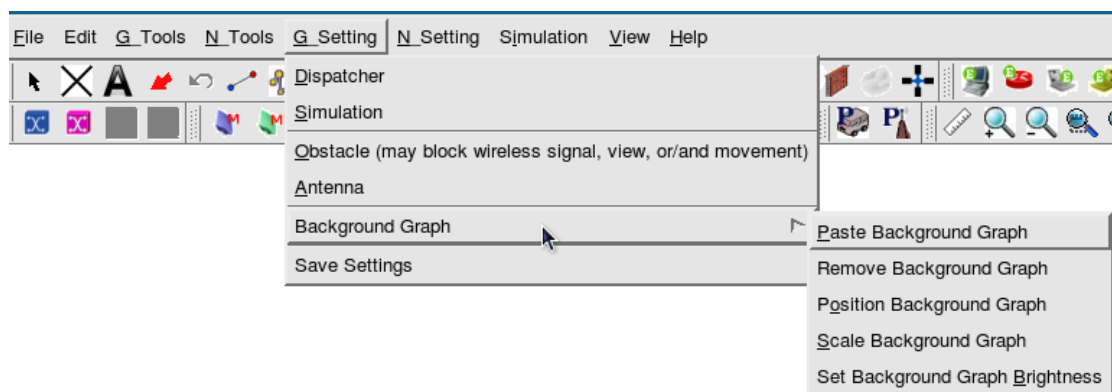 File Edit G_Tools N_Tools G_Setting N_Setting Simulation View Help
A
M M P P
E E E
Dispatcher
Simulation
Obstacle (may block wireless signal, view, or/and movement)
Antenna
Background Graph
Save Settings
Paste Background Graph
Remove Background Graph
Position Background Graph
Scale Background Graph
Set Background Graph Brightness